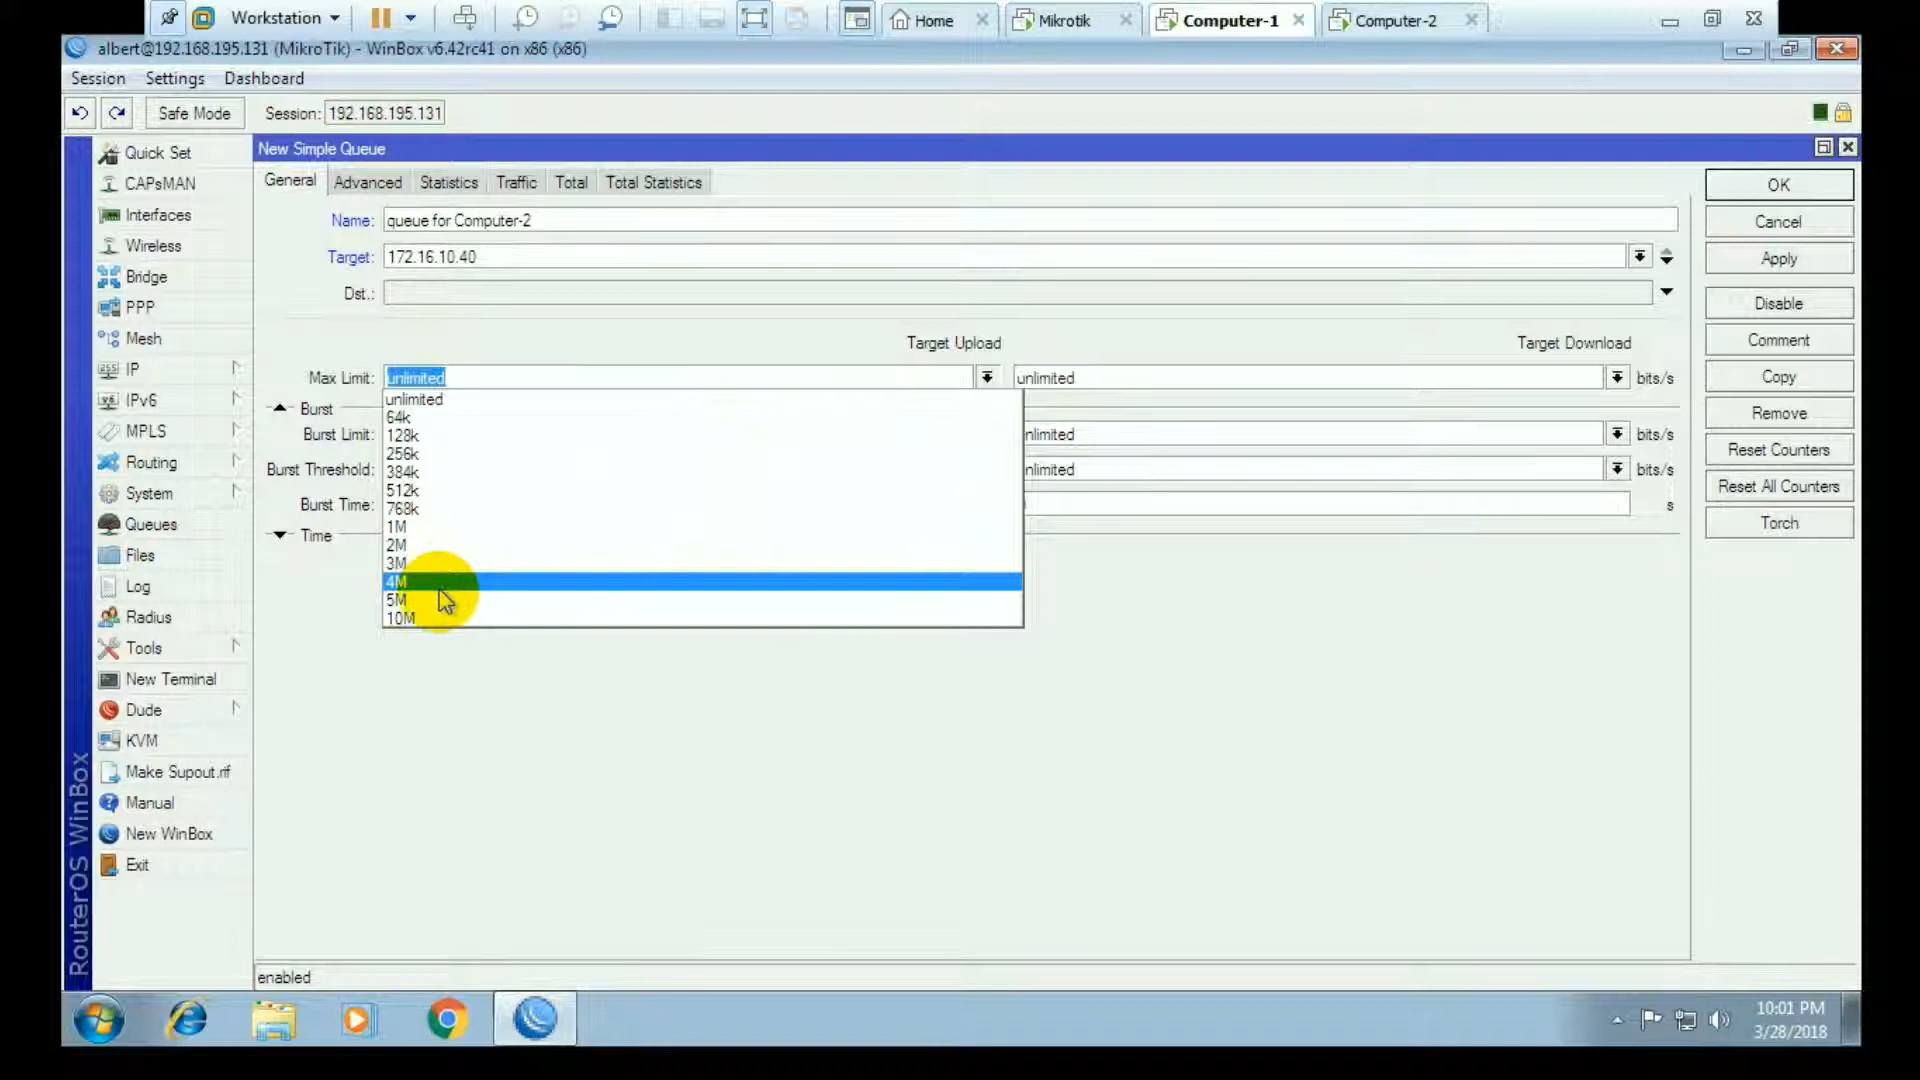 Workstation
Home
Mikrotik
Computer-1
Computer-2
albert@192.168.195.131 (MikroTik) - WinBox v6.42rc41 on x86 (x86)
Session Settings Dashboard
Safe Mode
Session: 192.168.195.131
New Simple Queue
General Advanced Statistics Traffic Total Total Statistics
Name: queue for Computer-2
Target: 172.16.10.40
Dst.:
Target Upload Target Download
Max Limit: unlimited unlimited bits/s
unlimited
64k
128k
256k
384k
512k
768k
1M
2M
3M
4M
5M
10M
Burst
Burst Limit: nlimited bits/s
Burst Threshold: nlimited bits/s
Burst Time: s
Time
OK
Cancel
Apply
Disable
Comment
Copy
Remove
Reset Counters
Reset All Counters
Torch
Quick Set
CAPsMAN
Interfaces
Wireless
Bridge
PPP
Mesh
IP
IPv6
MPLS
Routing
System
Queues
Files
Log
Radius
Tools
New Terminal
Dude
KVM
Make Supout.rif
Manual
New WinBox
Exit
RouterOS WinBox
enabled
10:01 PM
3/28/2018